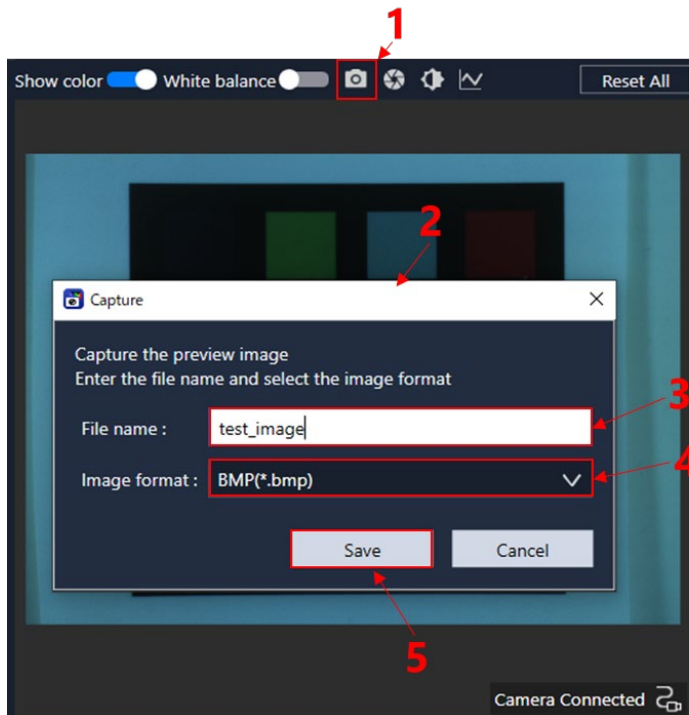 1
Show color White balance Reset All
2
Capture
Capture the preview image
Enter the file name and select the image format
3
File name : test_image
4
Image format : BMP(*.bmp)
Save Cancel
5
Camera Connected